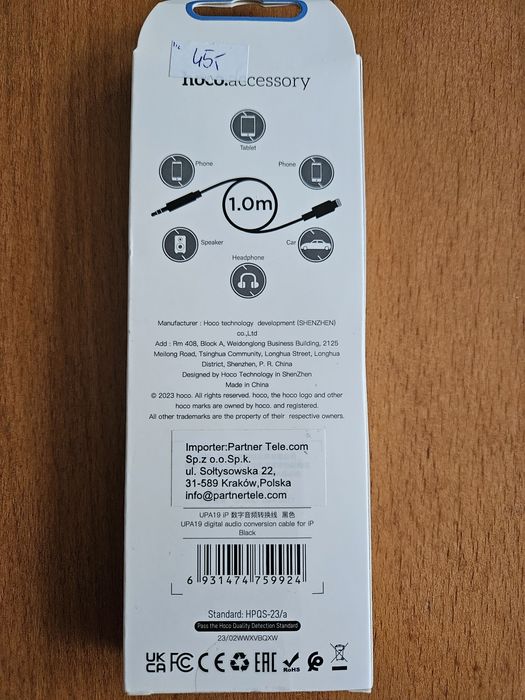 45,-
hoco.accessory
Tablet
Phone
Phone
1.0m
Speaker
Car
Headphone
Manufacturer : Hoco technology development (SHENZHEN)
co.,Ltd
Add : Rm 408, Block A, Weidonglong Business Building, 2125
Meilong Road, Tsinghua Community, Longhua Street, Longhua
District, Shenzhen, P. R. China
Designed by Hoco Technology in ShenZhen
Made in China
© 2023 hoco. All rights reserved. hoco, the hoco logo and other
hoco marks are owned by hoco. and registered.
All other trademarks are the property of their respective owners.
Importer:Partner Tele.com
Sp.z o.o.Sp.k.
ul. Sołtysowska 22,
31-589 Kraków,Polska
info@partnertele.com
UPA19 iP 数字音频转换线 黑色
UPA19 digital audio conversion cable for iP
Black
6 931474 759924
Standard: HPQS-23/a
Pass the Hoco Quality Detection Standard
23/02WWXVBQXW
UK CA FC CE EAC RoHS